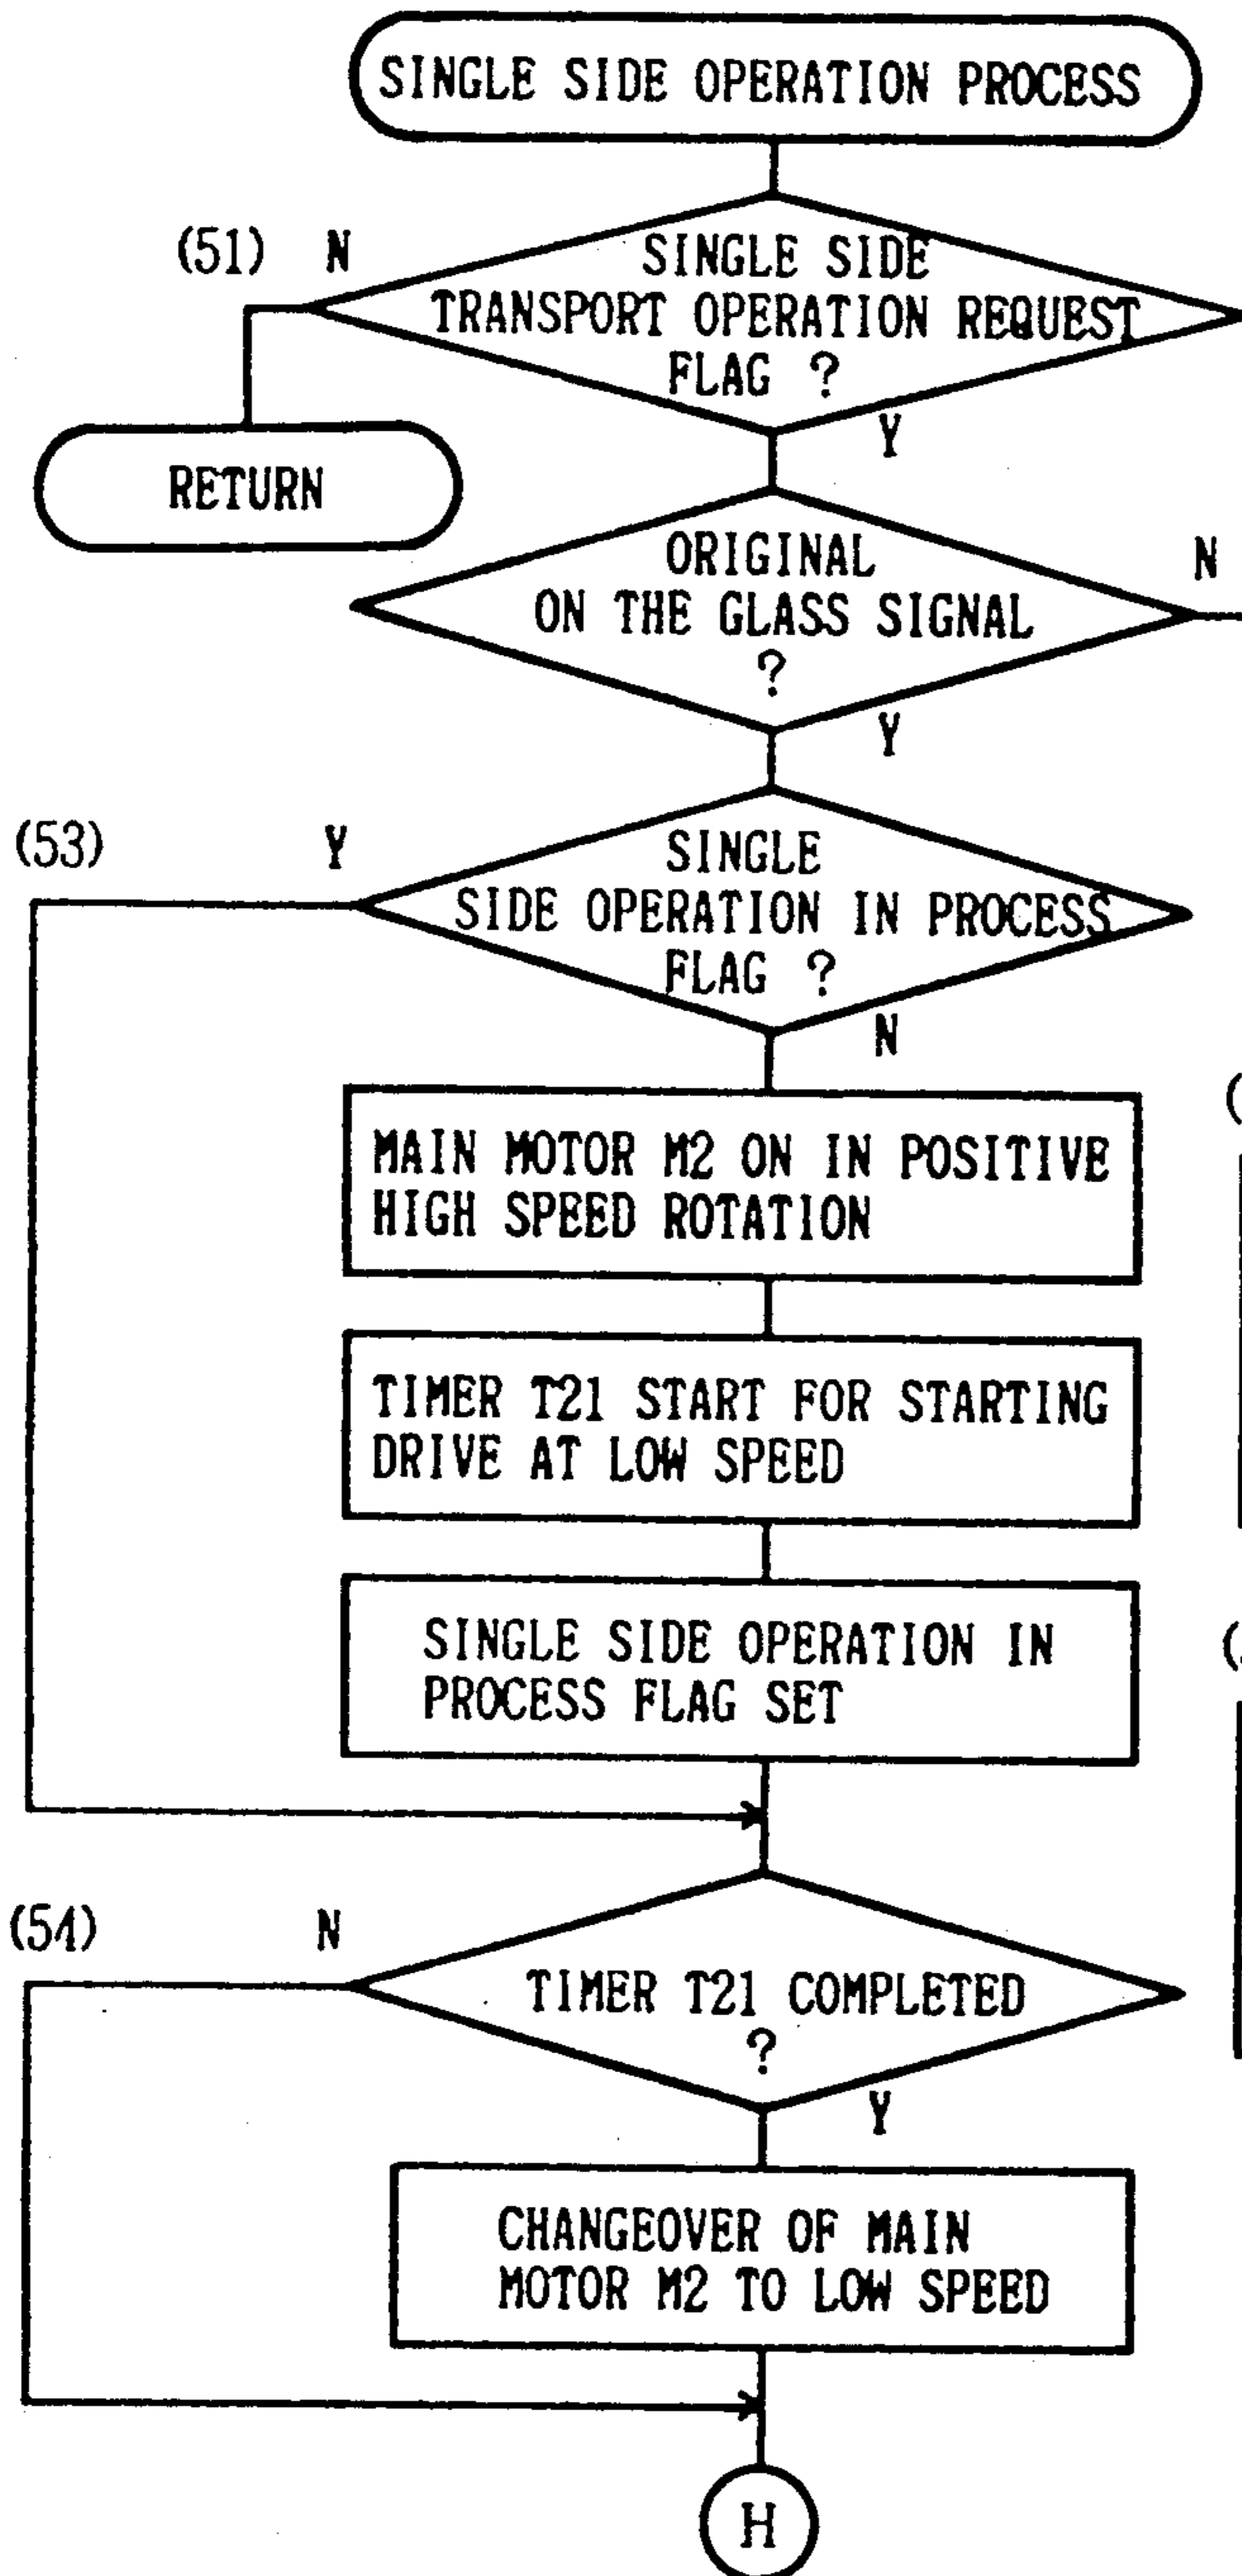 SINGLE SIDE OPERATION PROCESS
(51) N
SINGLE SIDE
TRANSPORT OPERATION REQUEST
FLAG ?
Y
RETURN
ORIGINAL
ON THE GLASS SIGNAL
?
N
Y
(53) Y
SINGLE
SIDE OPERATION IN PROCESS
FLAG ?
N
MAIN MOTOR M2 ON IN POSITIVE
HIGH SPEED ROTATION
TIMER T21 START FOR STARTING
DRIVE AT LOW SPEED
SINGLE SIDE OPERATION IN
PROCESS FLAG SET
(54) N
TIMER T21 COMPLETED
?
Y
CHANGEOVER OF MAIN
MOTOR M2 TO LOW SPEED
H